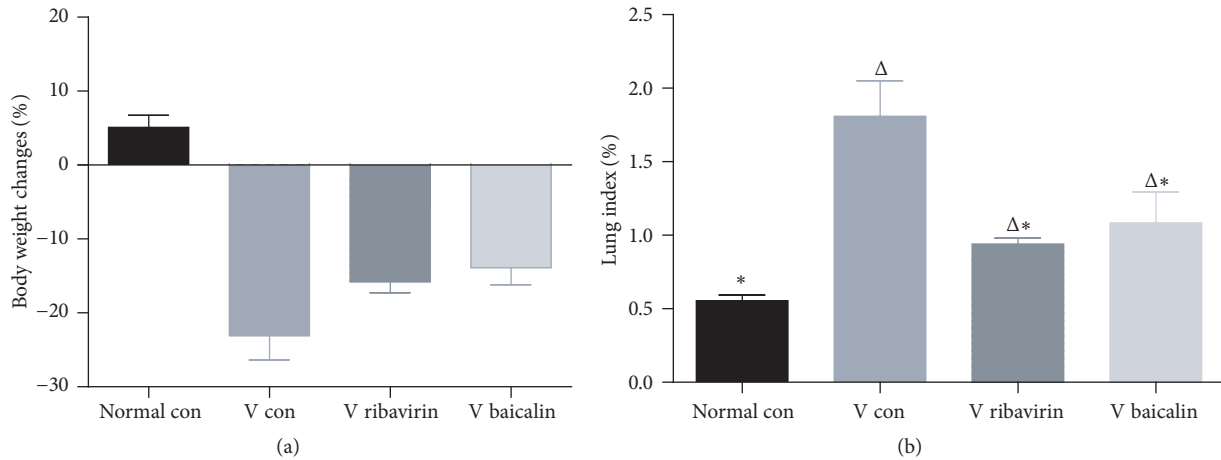 20
10
0
−10
−20
−30
Body weight changes (%)
Normal con
V con
V ribavirin
V baicalin
(a)
2.5
2.0
1.5
1.0
0.5
0.0
Lung index (%)
*
Δ
Δ*
Δ*
Normal con
V con
V ribavirin
V baicalin
(b)